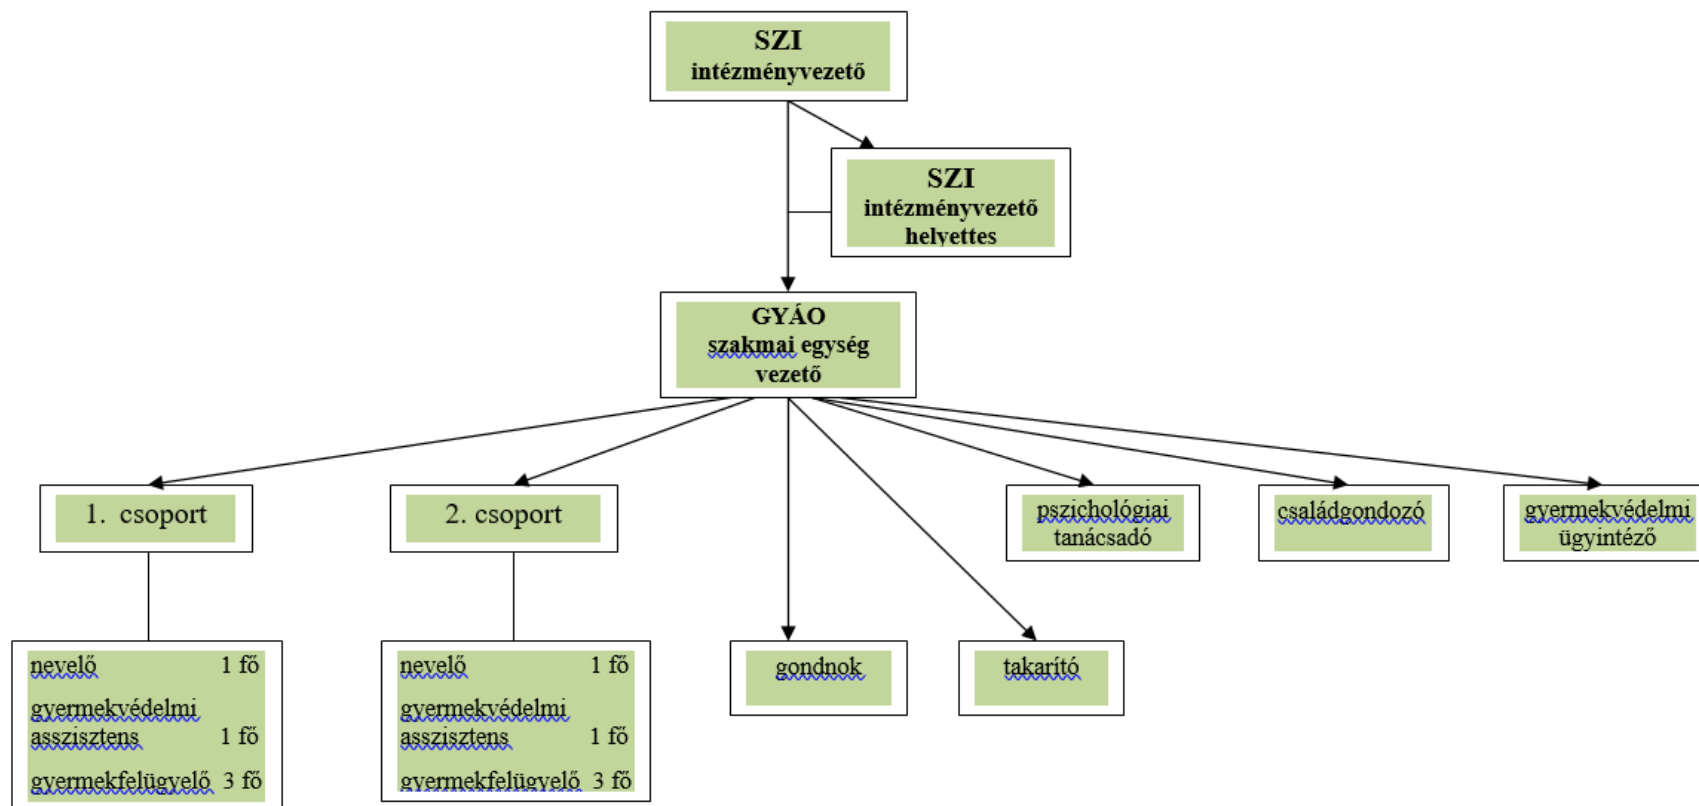 SZI
intézményvezető
SZI
intézményvezető
helyettes
GYÁO
szakmai egység
vezető
1. csoport
2. csoport
pszichológiai
tanácsadó
családgondozó
gyermekvédelmi
ügyintéző
nevelő 1 fő
gyermekvédelmi
asszisztens 1 fő
gyermekfelügyelő 3 fő
nevelő 1 fő
gyermekvédelmi
asszisztens 1 fő
gyermekfelügyelő 3 fő
gondnok
takarító